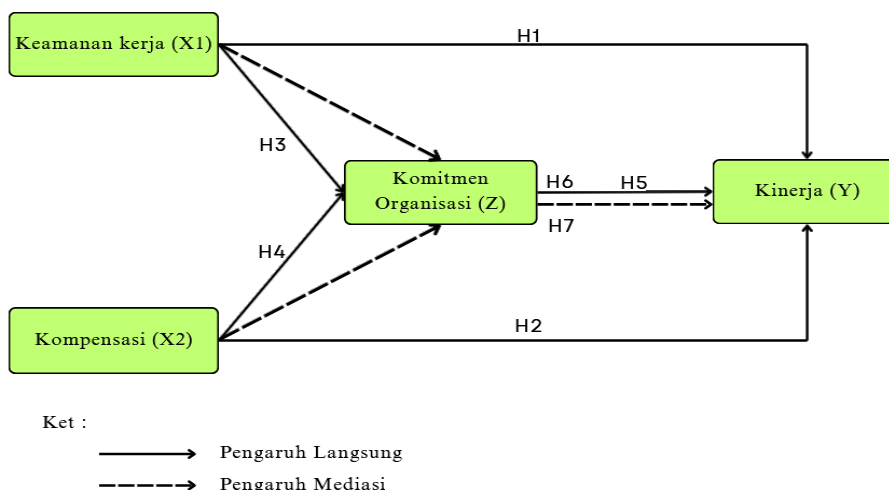 Keamanan kerja (X1)
H1
H3
Komitmen
Organisasi (Z)
H6
H5
H7
Kinerja (Y)
H4
H2
Kompensasi (X2)
Ket :
Pengaruh Langsung
Pengaruh Mediasi